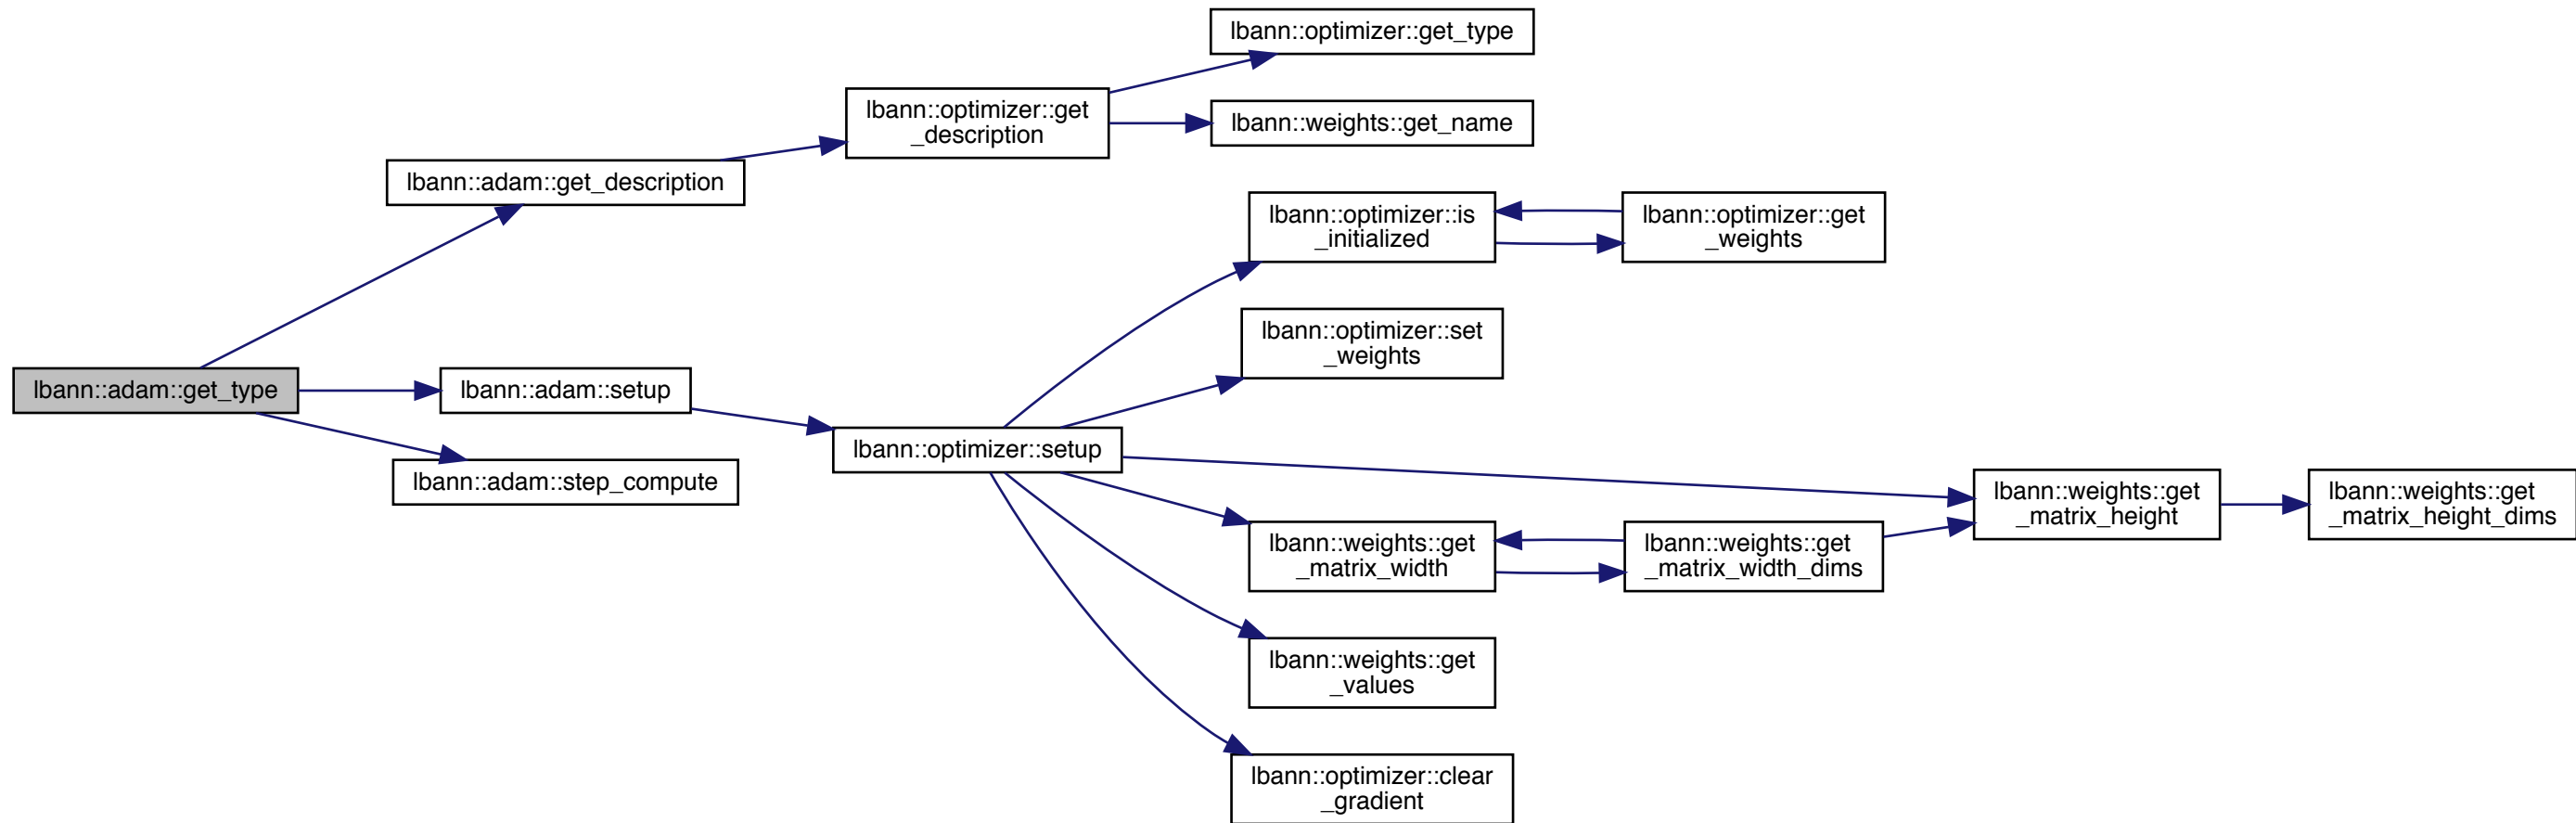 lbann::optimizer::get_type
lbann::optimizer::get
_description
lbann::weights::get_name
lbann::adam::get_description
lbann::optimizer::is
_initialized
lbann::optimizer::get
_weights
lbann::optimizer::set
_weights
lbann::adam::get_type
lbann::adam::setup
lbann::optimizer::setup
lbann::adam::step_compute
lbann::weights::get
_matrix_height
lbann::weights::get
_matrix_height_dims
lbann::weights::get
_matrix_width
lbann::weights::get
_matrix_width_dims
lbann::weights::get
_values
lbann::optimizer::clear
_gradient